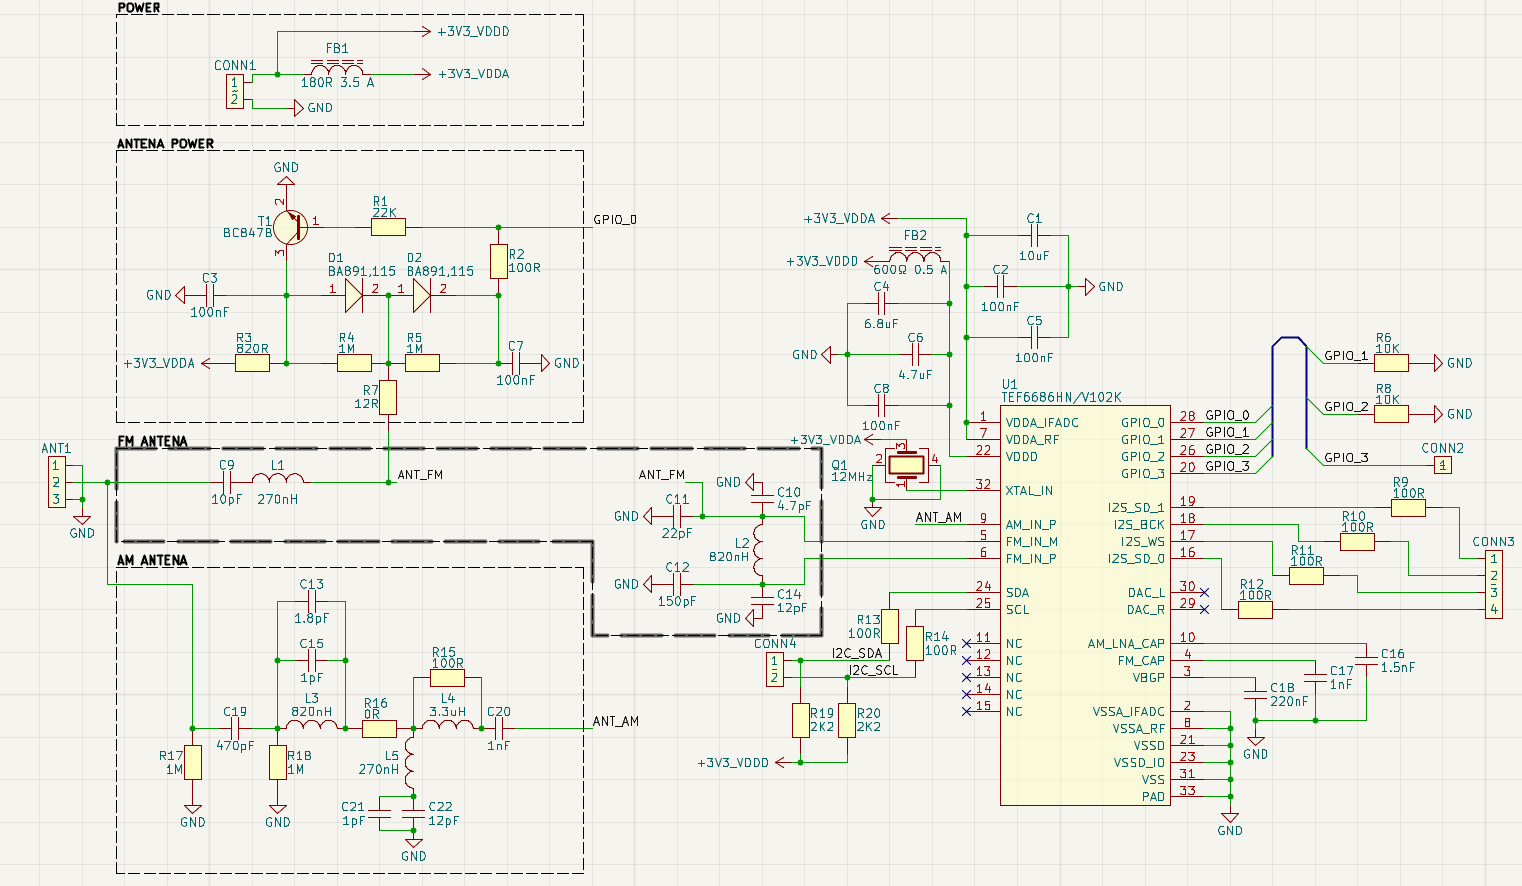 POWER
+3V3_VDDD
FB1
CONN1
180R 3.5 A
+3V3_VDDA
1
2
GND
ANTENA POWER
GND
2
T1
BC847B
1
3
R1
22K
GPIO_0
R2
100R
D1
BA891,115
D2
BA891,115
GND
C3
100nF
1
2
1
2
+3V3_VDDA
R3
820R
R4
1M
R5
1M
C7
100nF
GND
R7
12R
FM ANTENA
ANT1
1
2
3
GND
C9
10pF
L1
270nH
ANT_FM
ANT_FM
GND
C10
4.7pF
C11
GND
22pF
L2
820nH
C12
GND
150pF
C14
12pF
GND
AM ANTENA
C13
1.8pF
C15
1pF
R15
100R
C19
470pF
L3
820nH
R16
0R
L4
3.3uH
C20
1nF
ANT_AM
R17
1M
R18
1M
L5
270nH
C21
1pF
C22
12pF
GND
GND
GND
+3V3_VDDA
C1
10uF
FB2
+3V3_VDDD
600Ω 0.5 A
C2
100nF
GND
C4
6.8uF
C5
100nF
GND
C6
4.7uF
C8
100nF
+3V3_VDDA
Q1
12MHz
3
2
4
1
GND
ANT_AM
U1
TEF6686HN/V102K
1 VDDA_IFADC
7 VDDA_RF
22 VDDD
32 XTAL_IN
9 AM_IN_P
5 FM_IN_M
6 FM_IN_P
24 SDA
25 SCL
11 NC
12 NC
13 NC
14 NC
15 NC
GPIO_0 28 GPIO_0
GPIO_1 27 GPIO_1
GPIO_2 26 GPIO_2
GPIO_3 20 GPIO_3
I2S_SD_1 19
I2S_BCK 18
I2S_WS 17
I2S_SD_0 16
DAC_L 30
DAC_R 29
AM_LNA_CAP 10
FM_CAP 4
VBGP 3
VSSA_IFADC 2
VSSA_RF 8
VSSD 21
VSSD_IO 23
VSS 31
PAD 33
GND
R13
100R
R14
100R
CONN4
1
2
I2C_SDA
I2C_SCL
R19
2K2
R20
2K2
+3V3_VDDD
GPIO_1
R6
10K
GND
GPIO_2
R8
10K
GND
GPIO_3
CONN2
1
R9
100R
R10
100R
R11
100R
R12
100R
CONN3
1
2
3
4
C16
1.5nF
C17
1nF
C18
220nF
GND